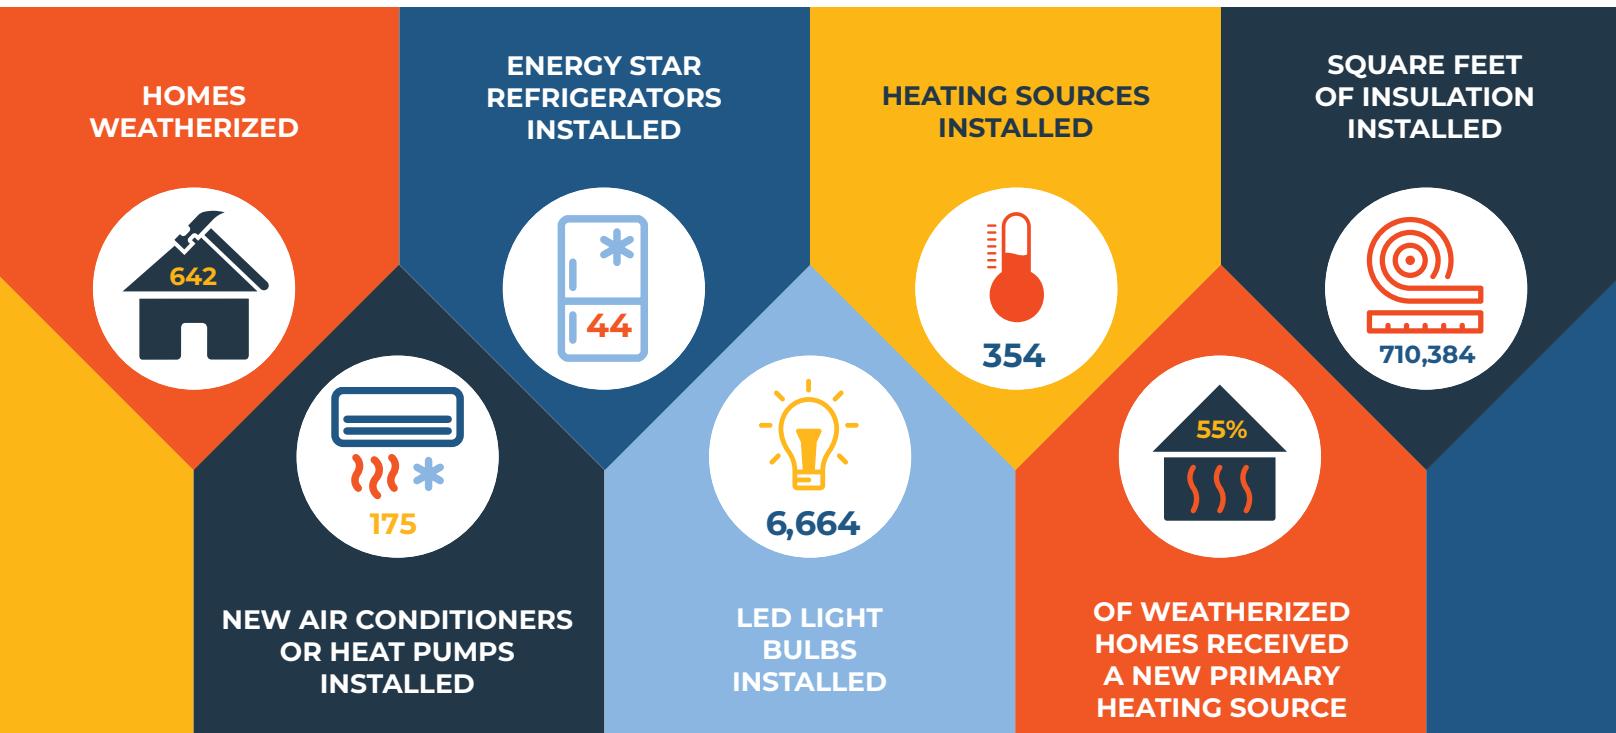 HOMES
WEATHERIZED
642
ENERGY STAR
REFRIGERATORS
INSTALLED
44
HEATING SOURCES
INSTALLED
354
SQUARE FEET
OF INSULATION
INSTALLED
710,384
175
NEW AIR CONDITIONERS
OR HEAT PUMPS
INSTALLED
6,664
LED LIGHT
BULBS
INSTALLED
55%
OF WEATHERIZED
HOMES RECEIVED
A NEW PRIMARY
HEATING SOURCE